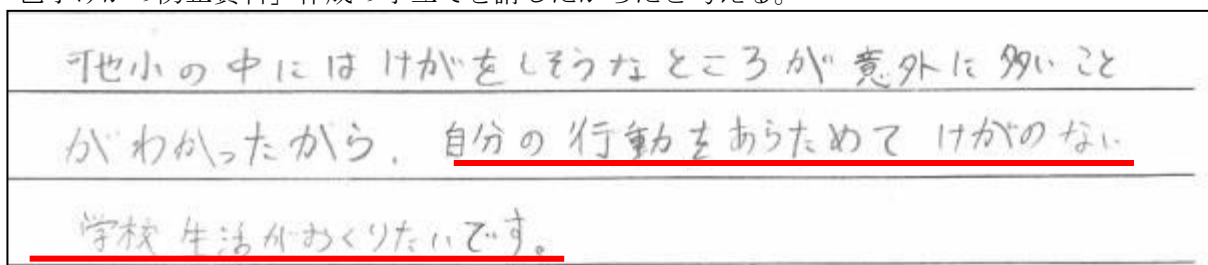 可地小の中にはけがをしそうなところが意外に多いこと
がわかったから、自分の行動をあらためてけがのない
学校生活がおくりたいです。